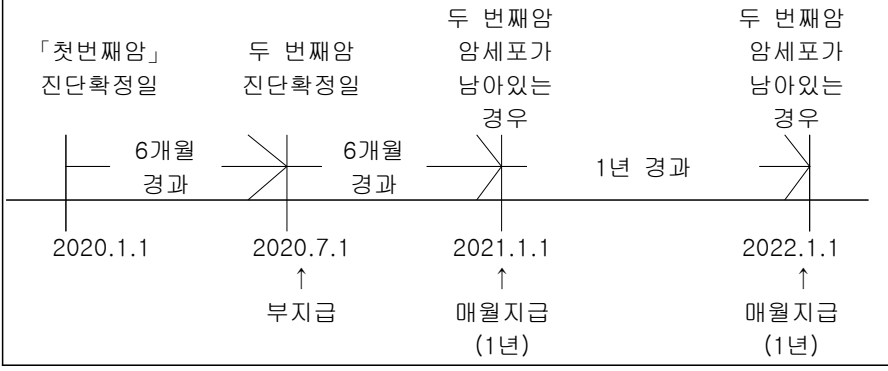 두 번째암 두 번째암
「첫번째암」 두 번째암 암세포가 암세포가
진단확정일 진단확정일 남아있는 남아있는
경우 경우
6개월 6개월
1년 경과
경과 경과
2020.1.1 2020.7.1 2021.1.1 2022.1.1
↑ ↑ ↑
부지급 매월지급 매월지급
(1년) (1년)